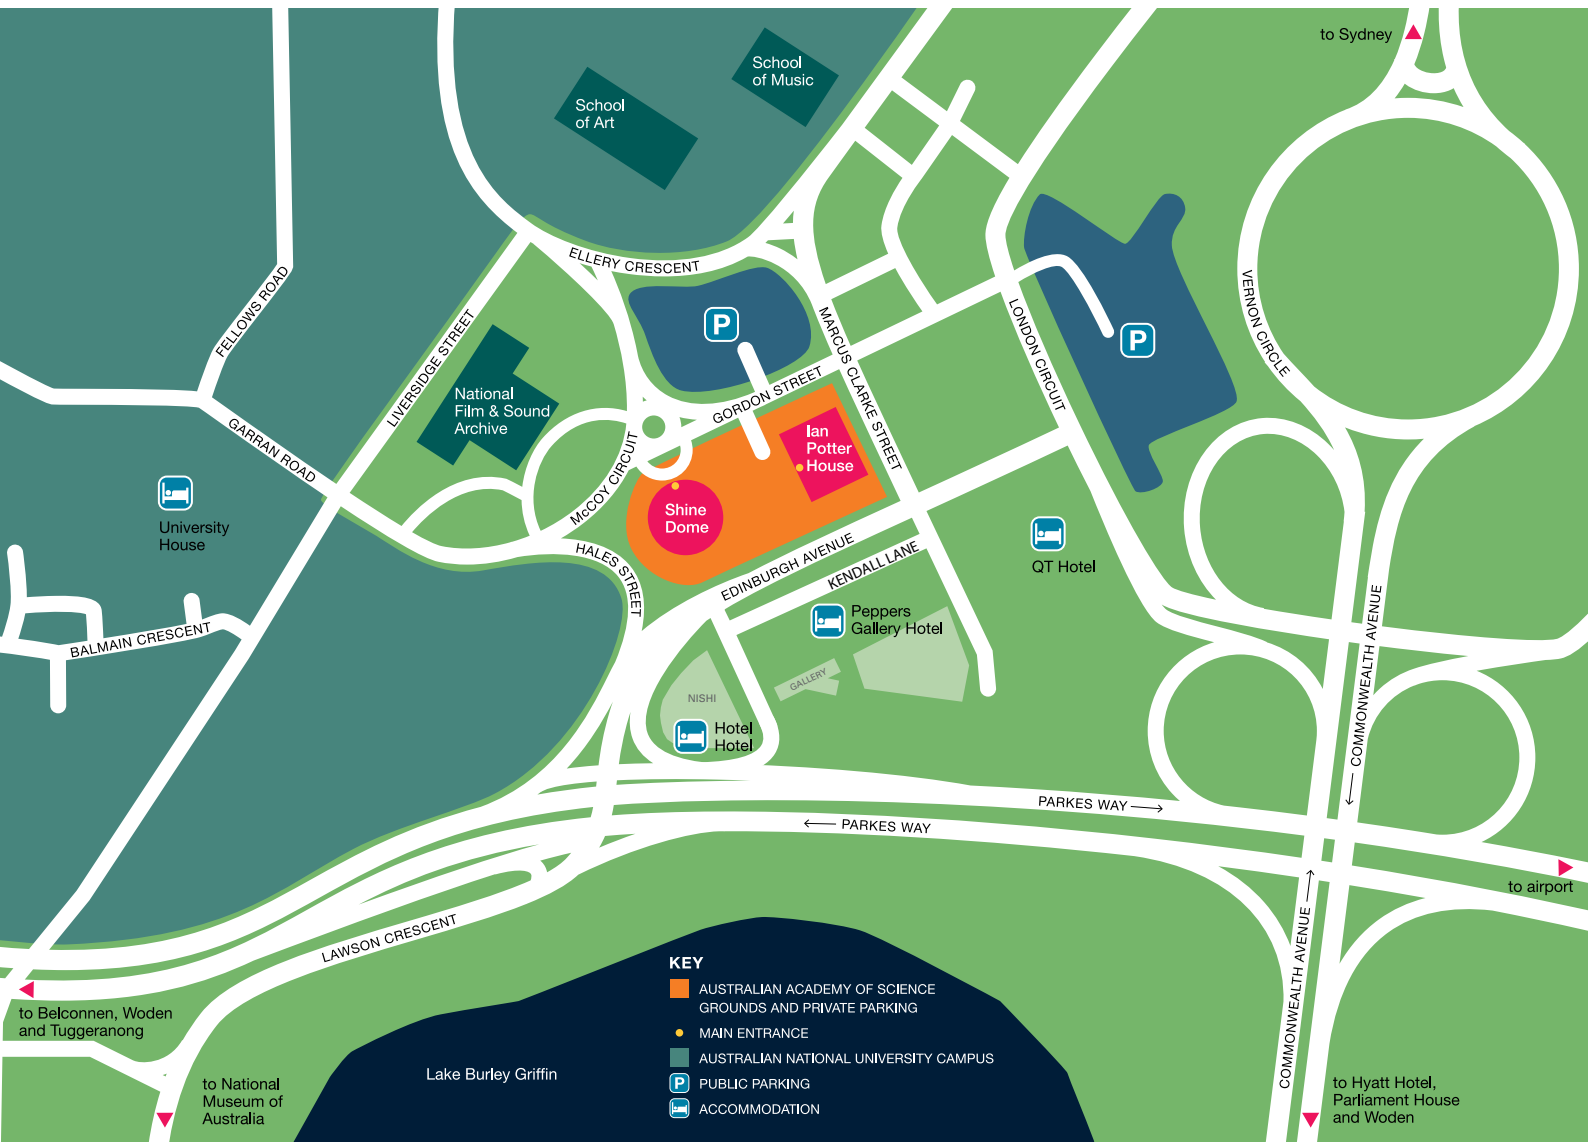 to Sydney
School
of Music
School
of Art
ELLERY CRESCENT
FELLOWS ROAD
LIVERSIDGE STREET
VERNON CIRCLE
P
MARCUS CLARKE STREET
LONDON CIRCUIT
P
National
Film & Sound
Archive
GORDON STREET
GARRAN ROAD
McCOY CIRCUIT
Ian
Potter
House
Shine
Dome
University
House
HALES STREET
EDINBURGH AVENUE
KENDALL LANE
QT Hotel
Peppers
Gallery Hotel
BALMAIN CRESCENT
COMMONWEALTH AVENUE
GALLERY
NISHI
Hotel
Hotel
PARKES WAY
PARKES WAY
to airport
LAWSON CRESCENT
COMMONWEALTH AVENUE
to Belconnen, Woden
and Tuggeranong
to National
Museum of
Australia
Lake Burley Griffin
KEY
AUSTRALIAN ACADEMY OF SCIENCE
GROUNDS AND PRIVATE PARKING
MAIN ENTRANCE
AUSTRALIAN NATIONAL UNIVERSITY CAMPUS
P PUBLIC PARKING
ACCOMMODATION
to Hyatt Hotel,
Parliament House
and Woden